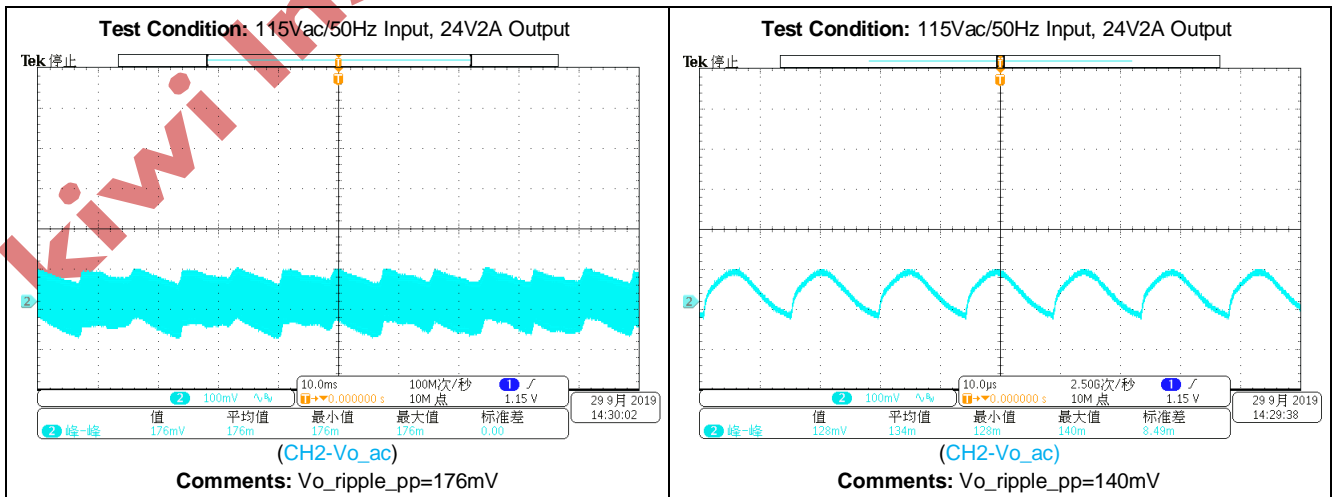 Test Condition: 115Vac/50Hz Input, 24V2A Output
Tek 停止
T
T
2
2 100mV
10.0ms 100M次/秒 1
T→▼0.000000 s 10M 点 1.15 V
值 平均值 最小值 最大值 标准差
2 峰-峰 176mV 176m 176m 176m 0.00
29 9月 2019
14:30:02
(CH2-Vo_ac)
Comments: Vo_ripple_pp=176mV
Test Condition: 115Vac/50Hz Input, 24V2A Output
Tek 停止
T
T
2
2 100mV
10.0µs 2.50G次/秒 1
T→▼0.000000 s 10M 点 1.15 V
值 平均值 最小值 最大值 标准差
2 峰-峰 128mV 134m 128m 140m 8.49m
29 9月 2019
14:29:38
(CH2-Vo_ac)
Comments: Vo_ripple_pp=140mV
kiwi